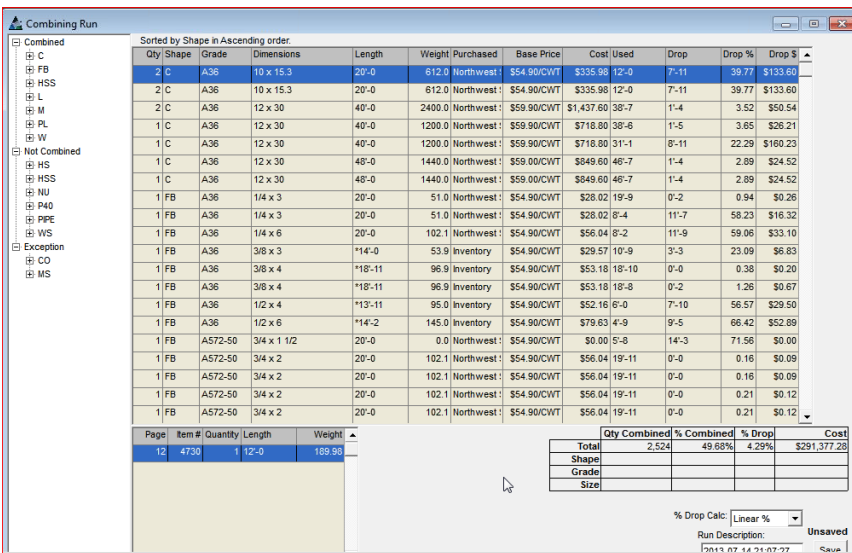 Combining Run
Combined
C
FB
HSS
L
M
PL
W
Not Combined
HS
HSS
NU
P40
PIPE
WS
Exception
CO
MS
Sorted by Shape in Ascending order.
Qty Shape Grade Dimensions Length Weight Purchased Base Price Cost Used Drop Drop % Drop $
2 C A36 10 x 15.3 20'-0 612.0 Northwest $54.90/CWT $335.98 12'-0 7'-11 39.77 $133.60
2 C A36 10 x 15.3 20'-0 612.0 Northwest $54.90/CWT $335.98 12'-0 7'-11 39.77 $133.60
2 C A36 12 x 30 40'-0 2400.0 Northwest $59.90/CWT $1,437.60 38'-7 1'-4 3.52 $50.54
1 C A36 12 x 30 40'-0 1200.0 Northwest $59.90/CWT $718.80 38'-6 1'-5 3.65 $26.21
1 C A36 12 x 30 40'-0 1200.0 Northwest $59.90/CWT $718.80 31'-1 8'-11 22.29 $160.23
1 C A36 12 x 30 48'-0 1440.0 Northwest $59.00/CWT $849.60 46'-7 1'-4 2.89 $24.52
1 C A36 12 x 30 48'-0 1440.0 Northwest $59.00/CWT $849.60 46'-7 1'-4 2.89 $24.52
1 FB A36 1/4 x 3 20'-0 51.0 Northwest $54.90/CWT $28.02 19'-9 0'-2 0.94 $0.26
1 FB A36 1/4 x 3 20'-0 51.0 Northwest $54.90/CWT $28.02 8'-4 11'-7 58.23 $16.32
1 FB A36 1/4 x 6 20'-0 102.1 Northwest $54.90/CWT $56.04 8'-2 11'-9 59.06 $33.10
1 FB A36 3/8 x 3 *14'-0 53.9 Inventory $54.90/CWT $29.57 10'-9 3'-3 23.09 $6.83
1 FB A36 3/8 x 4 *18'-11 96.9 Inventory $54.90/CWT $53.18 18'-10 0'-0 0.38 $0.20
1 FB A36 3/8 x 4 *18'-11 96.9 Inventory $54.90/CWT $53.18 18'-8 0'-2 1.26 $0.67
1 FB A36 1/2 x 4 *13'-11 95.0 Inventory $54.90/CWT $52.16 6'-0 7'-10 56.57 $29.50
1 FB A36 1/2 x 6 *14'-2 145.0 Inventory $54.90/CWT $79.63 4'-9 9'-5 66.42 $52.89
1 FB A572-50 3/4 x 1 1/2 20'-0 0.0 Northwest $54.90/CWT $0.00 5'-8 14'-3 71.56 $0.00
1 FB A572-50 3/4 x 2 20'-0 102.1 Northwest $54.90/CWT $56.04 19'-11 0'-0 0.16 $0.09
1 FB A572-50 3/4 x 2 20'-0 102.1 Northwest $54.90/CWT $56.04 19'-11 0'-0 0.16 $0.09
1 FB A572-50 3/4 x 2 20'-0 102.1 Northwest $54.90/CWT $56.04 19'-11 0'-0 0.21 $0.12
1 FB A572-50 3/4 x 2 20'-0 102.1 Northwest $54.90/CWT $56.04 19'-11 0'-0 0.21 $0.12
Page Item # Quantity Length Weight
12 4730 1 12'-0 189.98
Qty Combined % Combined % Drop Cost
Total 2,524 49.68% 4.29% $291,377.28
Shape
Grade
Size
% Drop Calc: Linear %
Run Description: Unsaved
2013-07-14 21:07:27 Save